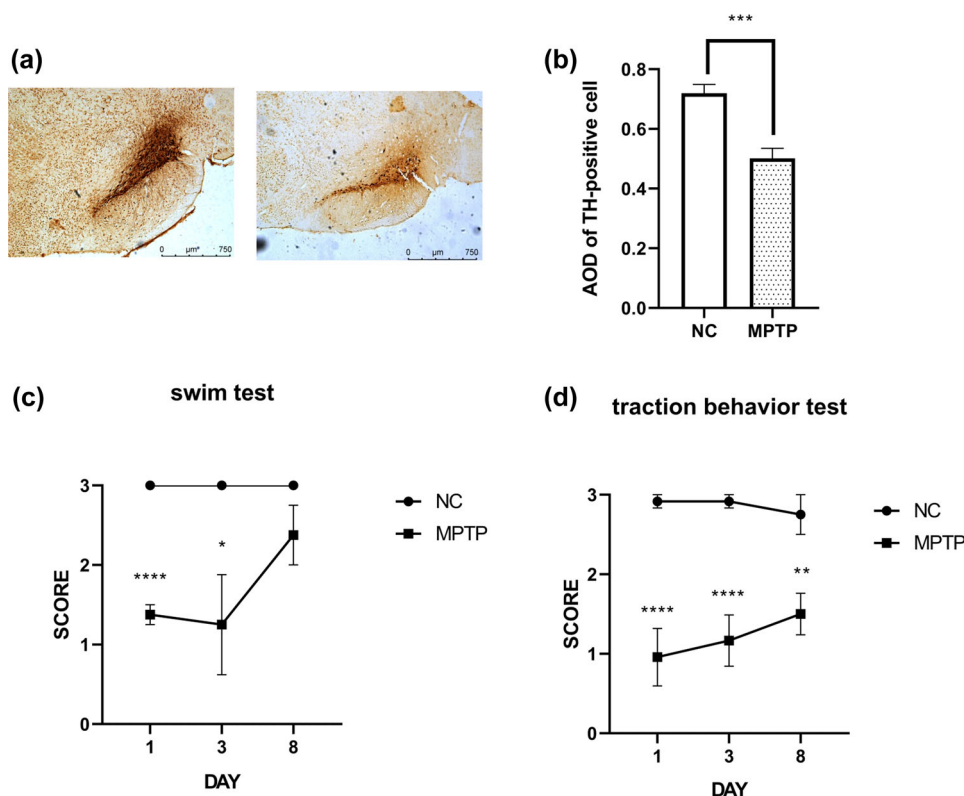 (a)
0 µm* 750
0 µm 750
(b)
***
AOD of TH-positive cell
0.8
0.6
0.4
0.2
0.0
NC MPTP
(c)
swim test
SCORE
3
2
1
0
****
*
1 3 8
DAY
NC
MPTP
(d)
traction behavior test
SCORE
3
2
1
0
****
****
**
1 3 8
DAY
NC
MPTP